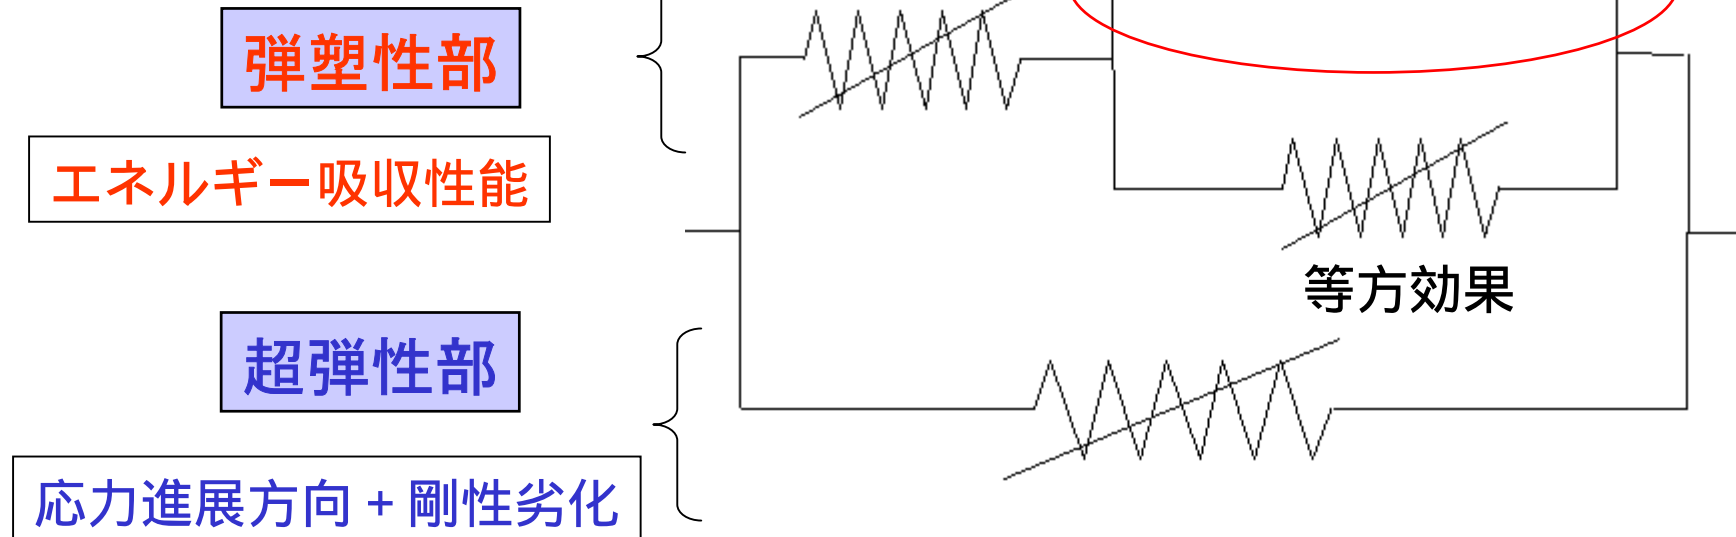 弾塑性部
エネルギー吸収性能
等方効果
超弾性部
応力進展方向 + 剛性劣化